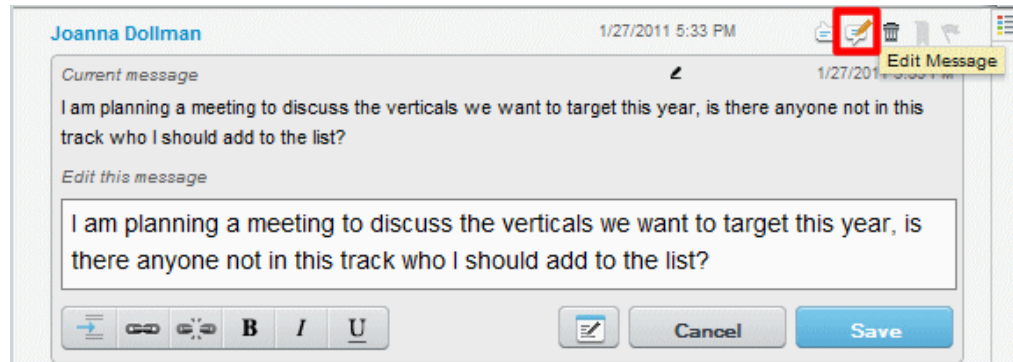 Joanna Dollman 1/27/2011 5:33 PM
Edit Message
Current message 1/27/2011
I am planning a meeting to discuss the verticals we want to target this year, is there anyone not in this
track who I should add to the list?
Edit this message
I am planning a meeting to discuss the verticals we want to target this year, is
there anyone not in this track who I should add to the list?
B I U Cancel Save